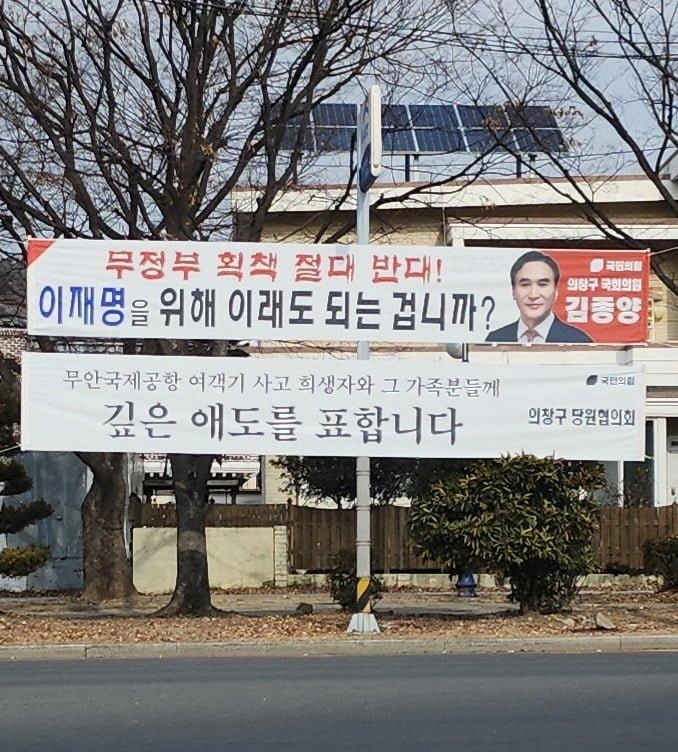 무정부 획책 절대 반대!
이재명을 위해 이래도 되는 겁니까?
국민의힘
의창구 국회의원
김종양
무안국제공항 여객기 사고 희생자와 그 가족분들께
깊은 애도를 표합니다
국민의힘
의창구 당원협의회